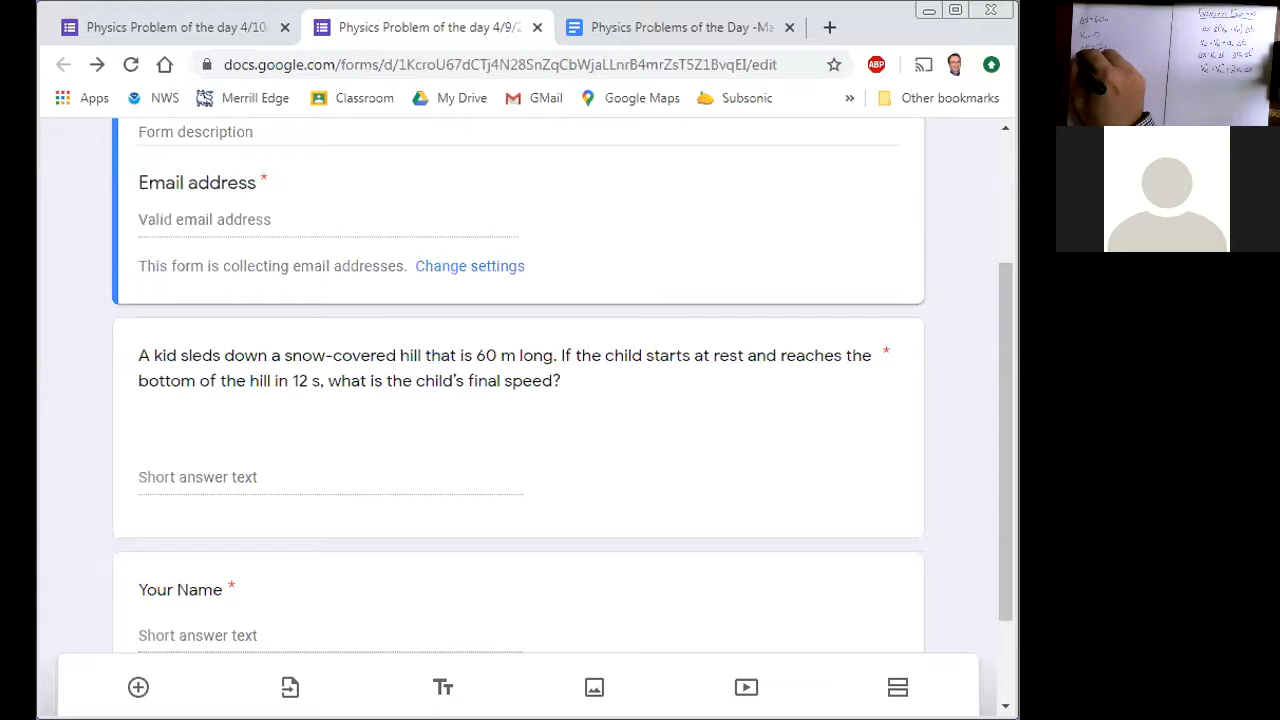 Physics Problem of the day 4/10
Physics Problem of the day 4/9/2
Physics Problems of the Day -Ma
docs.google.com/forms/d/1KcroU67dCTj4N28SnZqCbWjaLLnrB4mrZsT5Z1BvqEI/edit
ABP
Apps
NWS
Merrill Edge
Classroom
My Drive
GMail
Google Maps
Subsonic
»
Other bookmarks
Form description
Email address *
Valid email address
This form is collecting email addresses. Change settings
A kid sleds down a snow-covered hill that is 60 m long. If the child starts at rest and reaches the *
bottom of the hill in 12 s, what is the child's final speed?
Short answer text
Your Name *
Short answer text
Tт